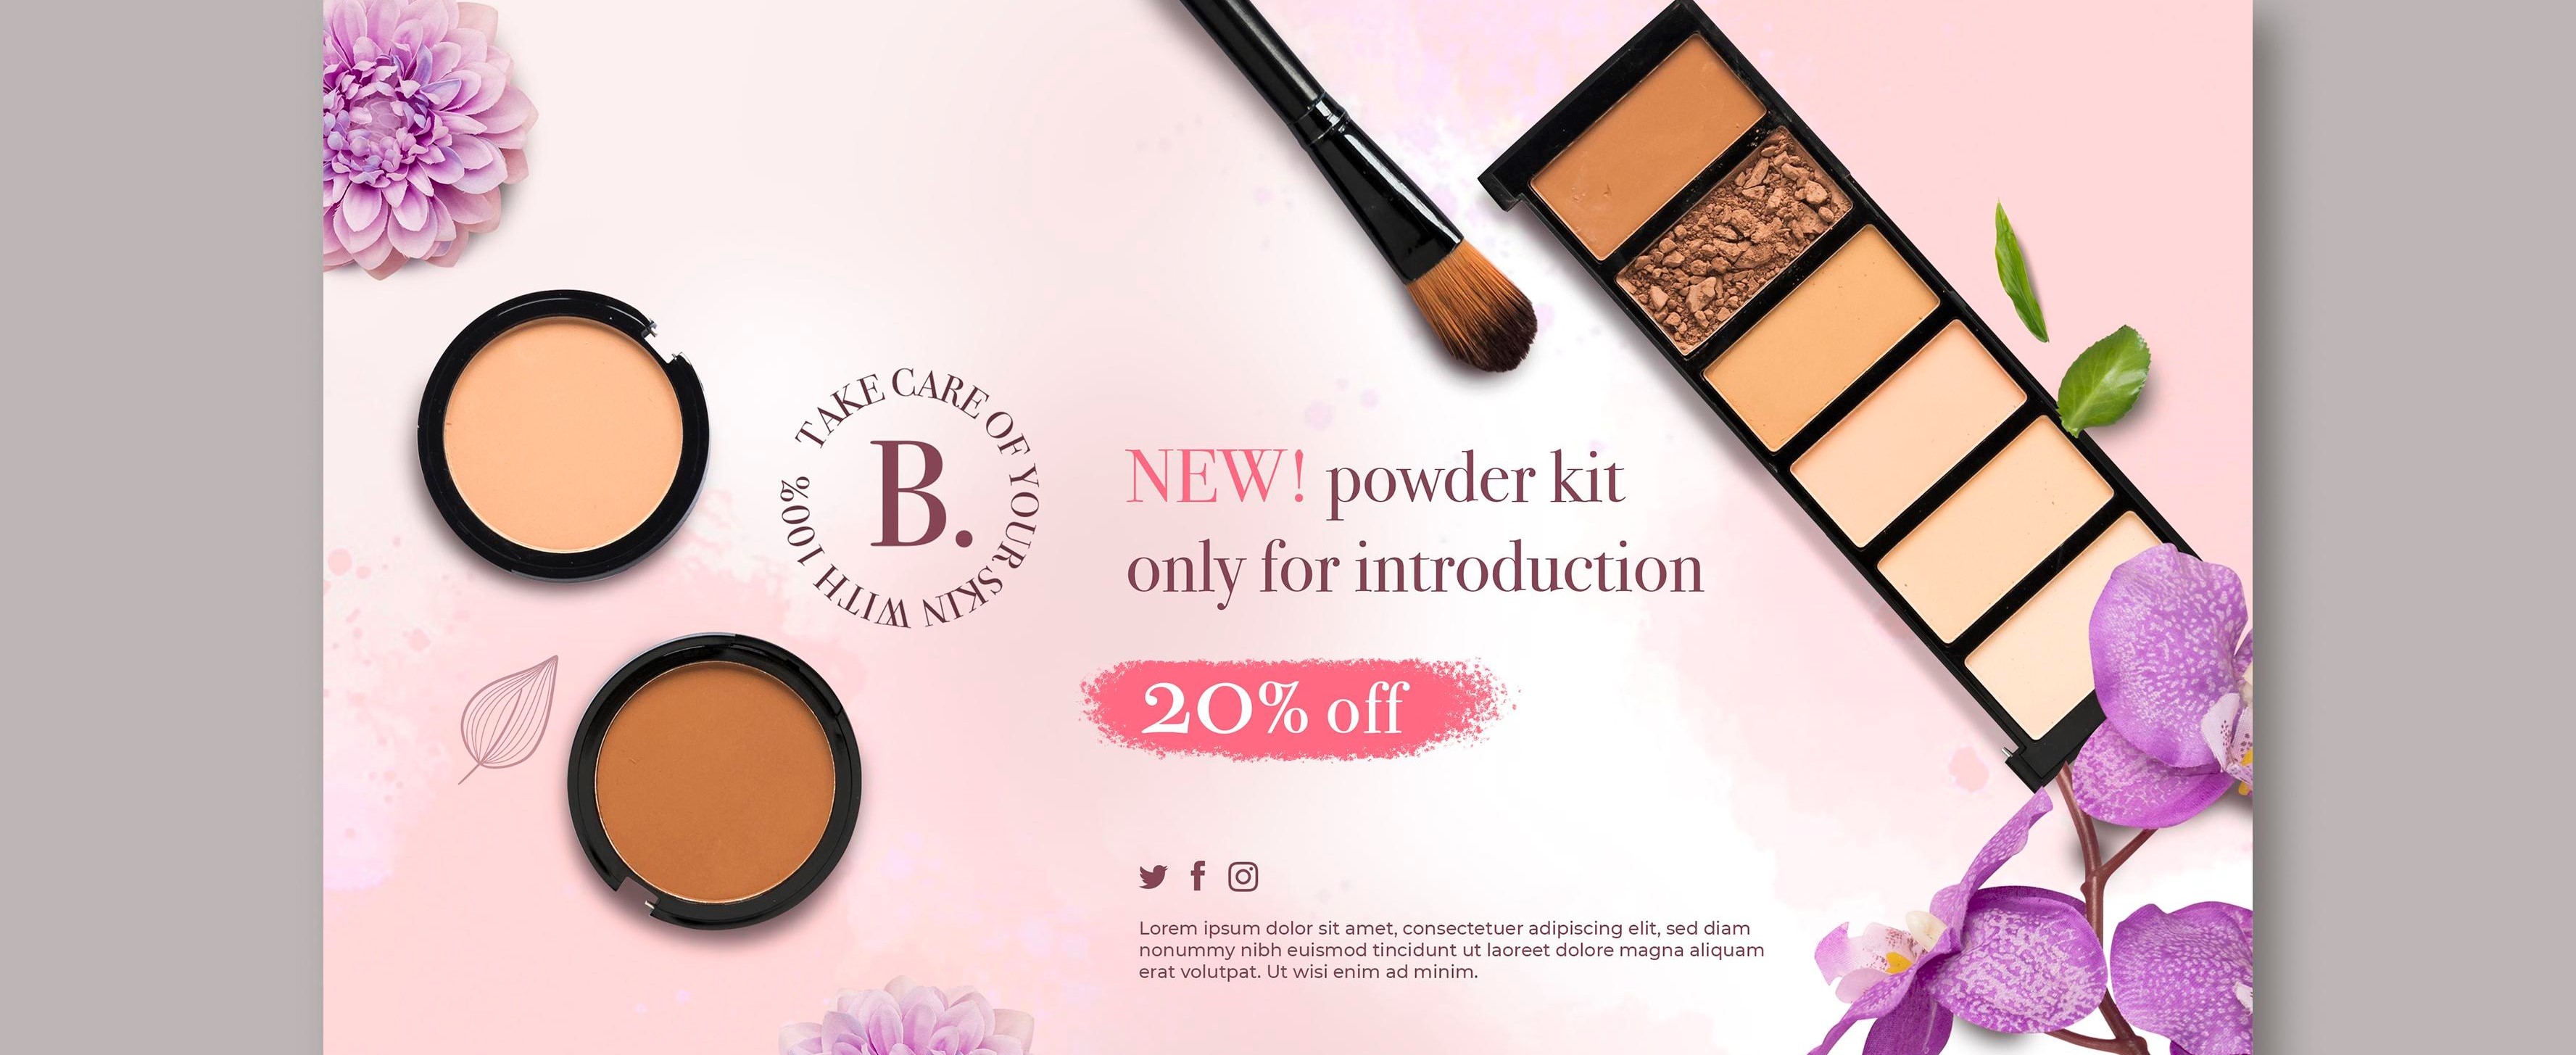 TAKE CARE OF YOUR SKIN WITH 100%
B.
NEW! powder kit
only for introduction
20% off
Lorem ipsum dolor sit amet, consectetuer adipiscing elit, sed diam
nonummy nibh euismod tincidunt ut laoreet dolore magna aliquam
erat volutpat. Ut wisi enim ad minim.